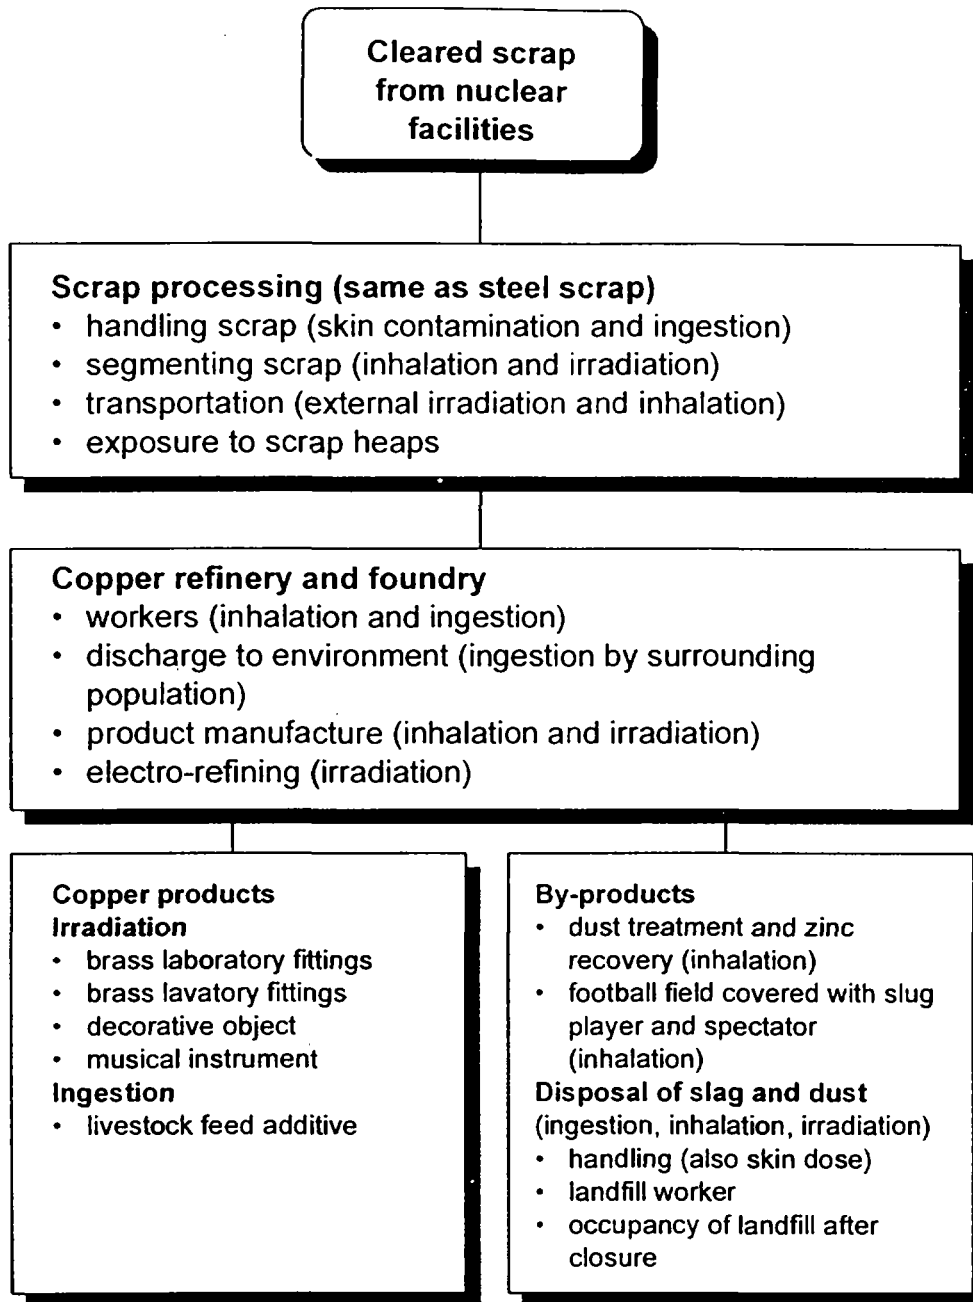 Cleared scrap
from nuclear
facilities
Scrap processing (same as steel scrap)
• handling scrap (skin contamination and ingestion)
• segmenting scrap (inhalation and irradiation)
• transportation (external irradiation and inhalation)
• exposure to scrap heaps
Copper refinery and foundry
• workers (inhalation and ingestion)
• discharge to environment (ingestion by surrounding
population)
• product manufacture (inhalation and irradiation)
• electro-refining (irradiation)
Copper products
Irradiation
• brass laboratory fittings
• brass lavatory fittings
• decorative object
• musical instrument
Ingestion
• livestock feed additive
By-products
• dust treatment and zinc
recovery (inhalation)
• football field covered with slug
player and spectator
(inhalation)
Disposal of slag and dust
(ingestion, inhalation, irradiation)
• handling (also skin dose)
• landfill worker
• occupancy of landfill after
closure